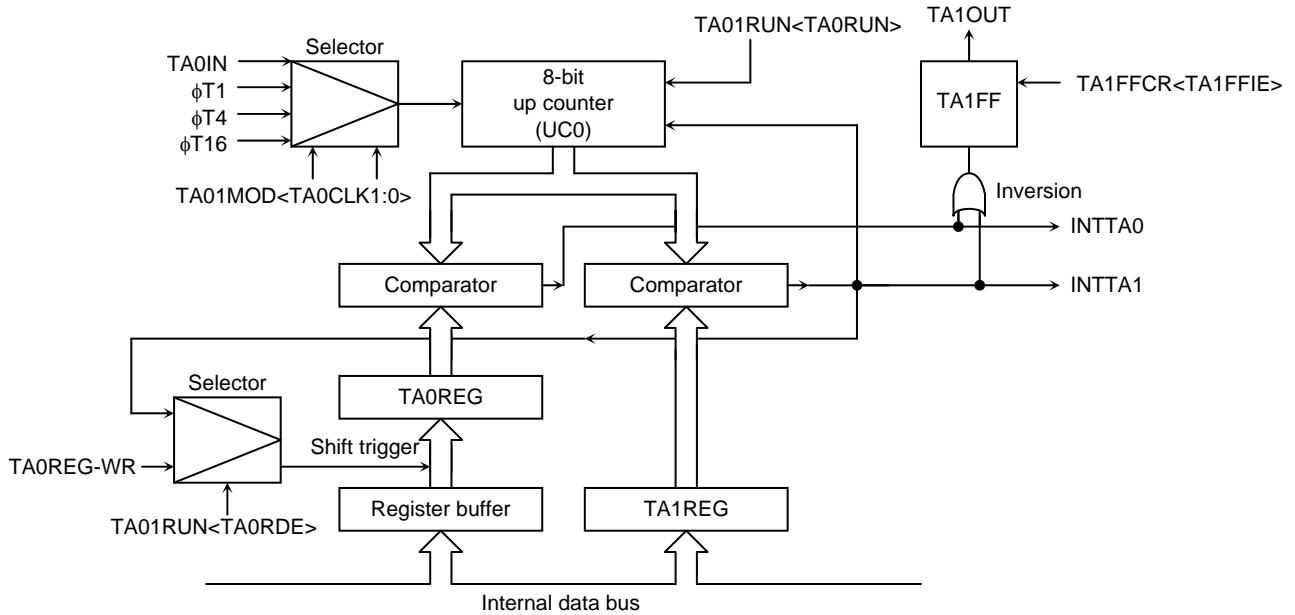 TA01RUN<TA0RUN>
TA1OUT
Selector
TA0IN
ϕT1
ϕT4
ϕT16
8-bit
up counter
(UC0)
TA1FF
TA1FFCR<TA1FFIE>
TA01MOD<TA0CLK1:0>
Inversion
INTTA0
Comparator
Comparator
INTTA1
Selector
TA0REG
Shift trigger
TA0REG-WR
Register buffer
TA1REG
TA01RUN<TA0RDE>
Internal data bus